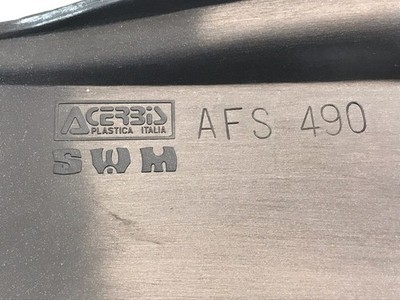 ACERBIS AFS 490
PLASTICA ITALIA
SWM